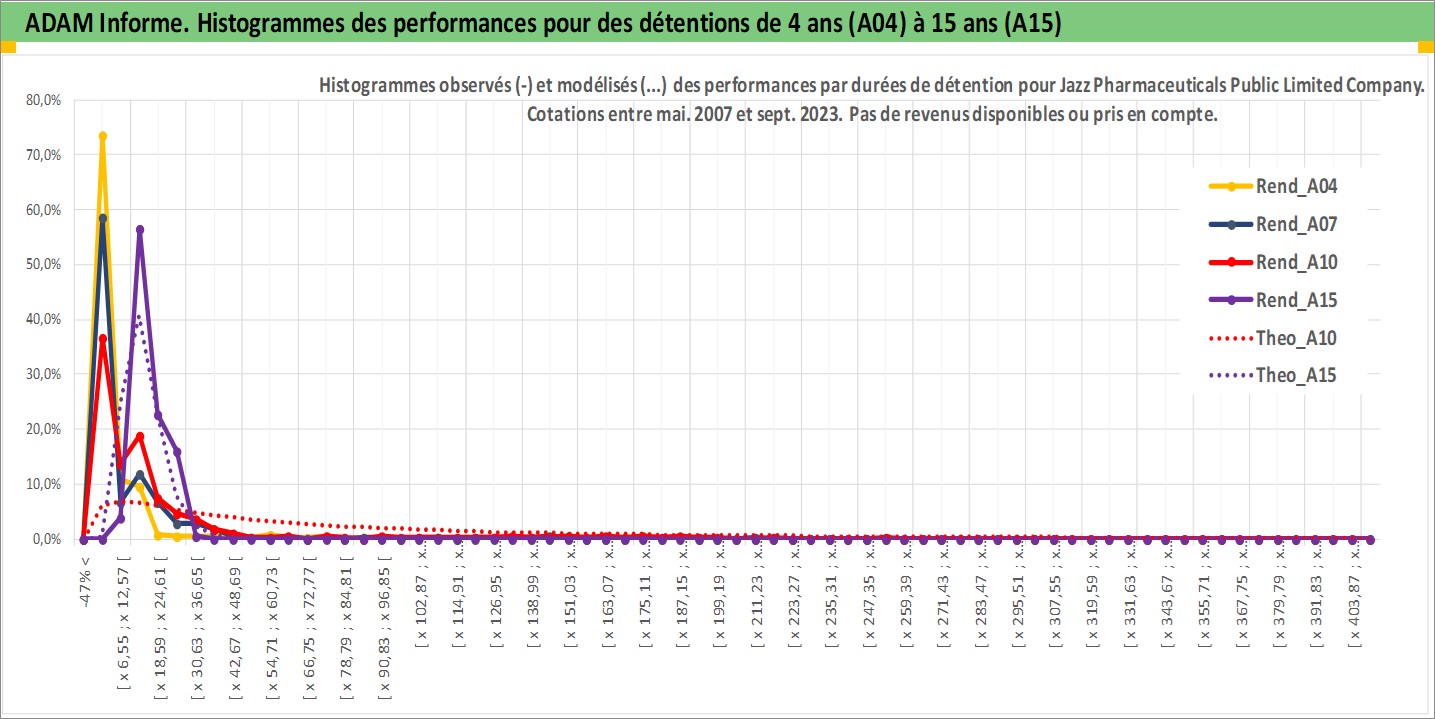 ADAM Informe. Histogrammes des performances pour des détentions de 4 ans (A04) à 15 ans (A15)
Histogrammes observés (-) et modélisés (...) des performances par durées de détention pour Jazz Pharmaceuticals Public Limited Company.
Cotations entre mai. 2007 et sept. 2023. Pas de revenus disponibles ou pris en compte.
80,0%
70,0%
60,0%
50,0%
40,0%
30,0%
20,0%
10,0%
0,0%
Rend_A04
Rend_A07
Rend_A10
Rend_A15
Theo_A10
Theo_A15
-47% <
[ x 6,55 ; x 12,57 [
[ x 18,59 ; x 24,61 [
[ x 30,63 ; x 36,65 [
[ x 42,67 ; x 48,69 [
[ x 54,71 ; x 60,73 [
[ x 66,75 ; x 72,77 [
[ x 78,79 ; x 84,81 [
[ x 90,83 ; x 96,85 [
[ x 102,87 ; x...
[ x 114,91 ; x...
[ x 126,95 ; x...
[ x 138,99 ; x...
[ x 151,03 ; x...
[ x 163,07 ; x...
[ x 175,11 ; x...
[ x 187,15 ; x...
[ x 199,19 ; x...
[ x 211,23 ; x...
[ x 223,27 ; x...
[ x 235,31 ; x...
[ x 247,35 ; x...
[ x 259,39 ; x...
[ x 271,43 ; x...
[ x 283,47 ; x...
[ x 295,51 ; x...
[ x 307,55 ; x...
[ x 319,59 ; x...
[ x 331,63 ; x...
[ x 343,67 ; x...
[ x 355,71 ; x...
[ x 367,75 ; x...
[ x 379,79 ; x...
[ x 391,83 ; x...
[ x 403,87 ; x...